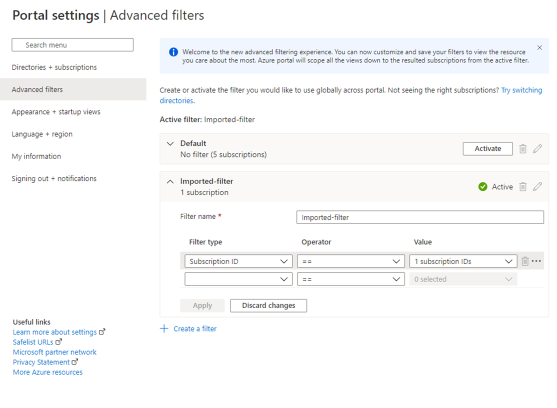 Portal settings | Advanced filters
Search menu
Directories + subscriptions
Advanced filters
Appearance + startup views
Language + region
My information
Signing out + notifications
Useful links
Learn more about settings
Safelist URLs
Microsoft partner network
Privacy Statement
More Azure resources
Welcome to the new advanced filtering experience. You can now customize and save your filters to view the resource
you care about the most. Azure portal will scope all the views down to the resulted subscriptions from the active filter.
Create or activate the filter you would like to use globally across portal. Not seeing the right subscriptions? Try switching
directories.
Active filter: Imported-filter
Default
No filter (5 subscriptions)
Activate
Imported-filter
1 subscription
Active
Filter name *
Imported-filter
Filter type Operator Value
Subscription ID == 1 subscription IDs
== 0 selected
Apply Discard changes
Create a filter